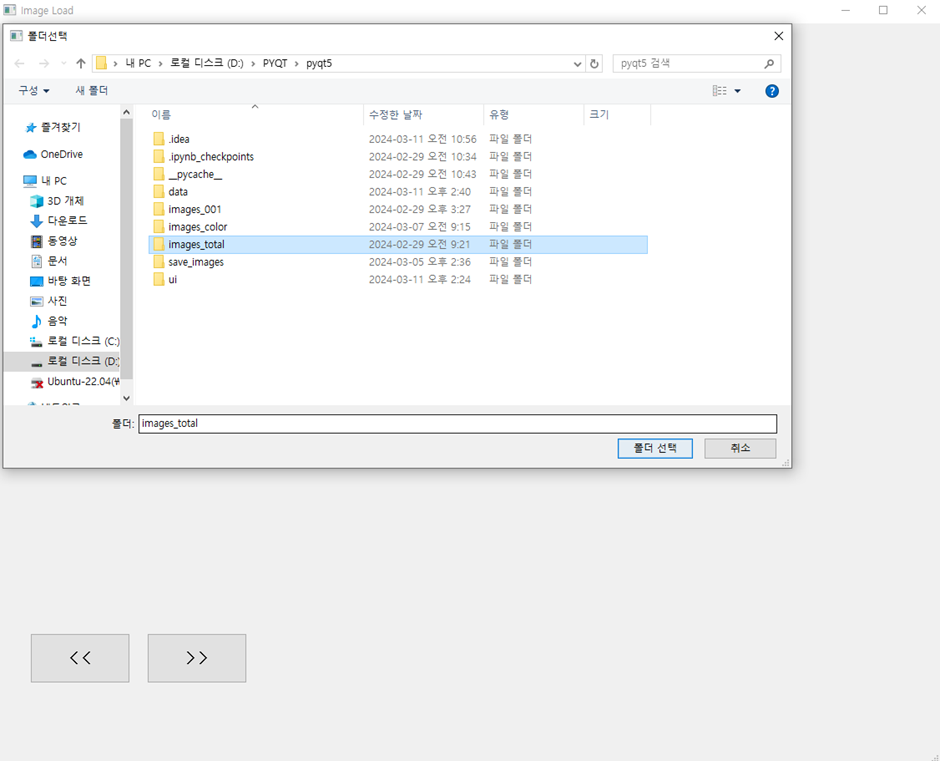 Image Load
폴더선택
내 PC > 로컬 디스크 (D:) > PYQT > pyqt5
pyqt5 검색
구성
새 폴더
이름 수정한 날짜 유형 크기
.idea 2024-03-11 오전 10:56 파일 폴더
.ipynb_checkpoints 2024-02-29 오전 10:34 파일 폴더
__pycache__ 2024-02-29 오전 10:43 파일 폴더
data 2024-03-11 오후 2:40 파일 폴더
images_001 2024-02-29 오후 3:27 파일 폴더
images_color 2024-03-07 오전 9:15 파일 폴더
images_total 2024-02-29 오전 9:21 파일 폴더
save_images 2024-03-05 오후 2:36 파일 폴더
ui 2024-03-11 오후 2:24 파일 폴더
즐겨찾기
OneDrive
내 PC
3D 개체
다운로드
동영상
문서
바탕 화면
사진
음악
로컬 디스크 (C:)
로컬 디스크 (D:)
Ubuntu-22.04(₩
폴더: images_total
폴더 선택 취소
<< >>